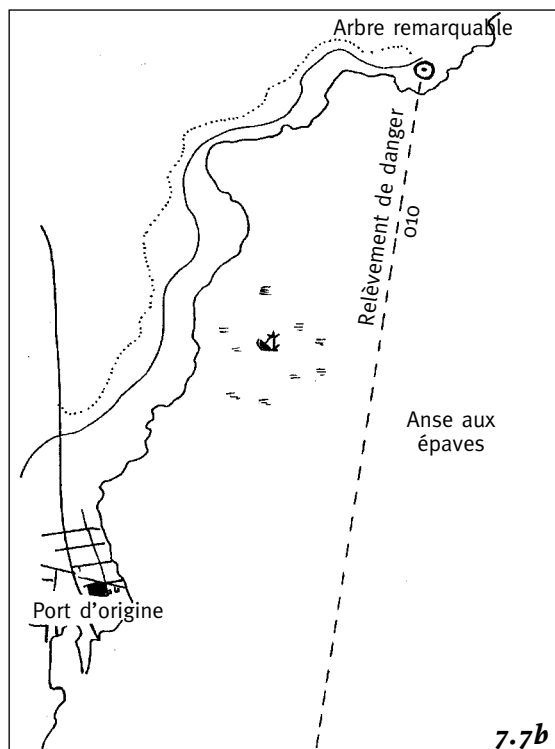 Arbre remarquable
Relèvement de danger
010
Anse aux
épaves
Port d'origine
7.7b